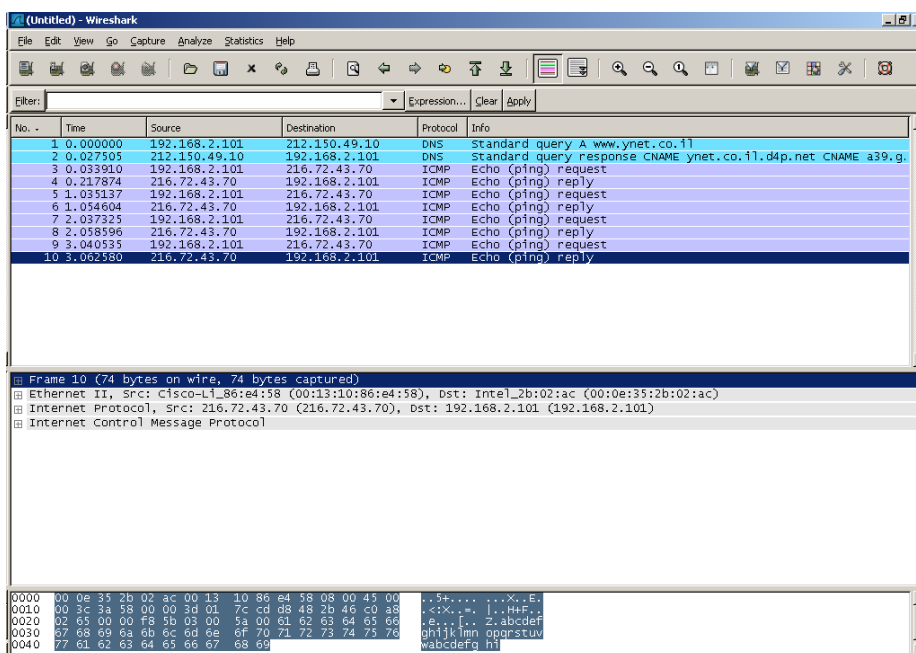 (Untitled) - Wireshark
File Edit View Go Capture Analyze Statistics Help
Filter: Expression... Clear Apply
No. - Time Source Destination Protocol Info
1 0.000000 192.168.2.101 212.150.49.10 DNS Standard query A www.ynet.co.il
2 0.027505 212.150.49.10 192.168.2.101 DNS Standard query response CNAME ynet.co.il.d4p.net CNAME a39.g.
3 0.033910 192.168.2.101 216.72.43.70 ICMP Echo (ping) request
4 0.217874 216.72.43.70 192.168.2.101 ICMP Echo (ping) reply
5 1.035137 192.168.2.101 216.72.43.70 ICMP Echo (ping) request
6 1.054604 216.72.43.70 192.168.2.101 ICMP Echo (ping) reply
7 2.037325 192.168.2.101 216.72.43.70 ICMP Echo (ping) request
8 2.058596 216.72.43.70 192.168.2.101 ICMP Echo (ping) reply
9 3.040535 192.168.2.101 216.72.43.70 ICMP Echo (ping) request
10 3.062580 216.72.43.70 192.168.2.101 ICMP Echo (ping) reply
Frame 10 (74 bytes on wire, 74 bytes captured)
Ethernet II, Src: Cisco-Li_86:e4:58 (00:13:10:86:e4:58), Dst: Intel_2b:02:ac (00:0e:35:2b:02:ac)
Internet Protocol, Src: 216.72.43.70 (216.72.43.70), Dst: 192.168.2.101 (192.168.2.101)
Internet Control Message Protocol
0000 00 0e 35 2b 02 ac 00 13 10 86 e4 58 08 00 45 00 ..5+.... ...X..E.
0010 00 3c 3a 58 00 00 3d 01 7c cd d8 48 2b 46 c0 a8 .<:X..=. |..H+F..
0020 02 65 00 00 f8 5b 03 00 5a 00 61 62 63 64 65 66 .e...[.. Z.abcdef
0030 67 68 69 6a 6b 6c 6d 6e 6f 70 71 72 73 74 75 76 ghijklmn opqrstuv
0040 77 61 62 63 64 65 66 67 68 69 wabcdefg hi